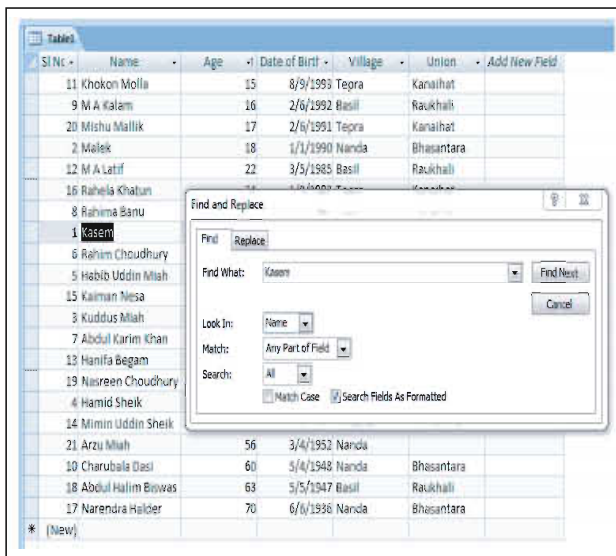 Table1
Sl Nc Name Age Date of Birth Village Union Add New Field
11 Khokon Molla 15 8/9/1993 Tepra Kanaihat
9 M A Kalam 16 2/6/1992 Basil Raukhali
20 Mishu Mallik 17 2/6/1991 Tepra Kanaihat
2 Malek 18 1/1/1990 Nanda Bhasantara
12 M A Latif 22 3/5/1985 Basil Raukhali
16 Rahela Khatun
8 Rahima Banu
1 Kasem
6 Rahim Choudhury
5 Habib Uddin Miah
15 Kaiman Nesa
3 Kuddus Miah
7 Abdul Karim Khan
13 Hanifa Begam
19 Nasreen Choudhury
4 Hamid Sheik
14 Mimin Uddin Sheik
21 Arzu Miah 56 3/4/1952 Nanda
10 Charubala Dasi 60 5/4/1948 Nanda Bhasantara
18 Abdul Halim Biswas 63 5/5/1947 Basil Raukhali
17 Narendra Halder 70 6/6/1936 Nanda Bhasantara
* (New)
Find and Replace
Find Replace
Find What: Kasem Find Next
Cancel
Look In: Name
Match: Any Part of Field
Search: All
Match Case Search Fields As Formatted